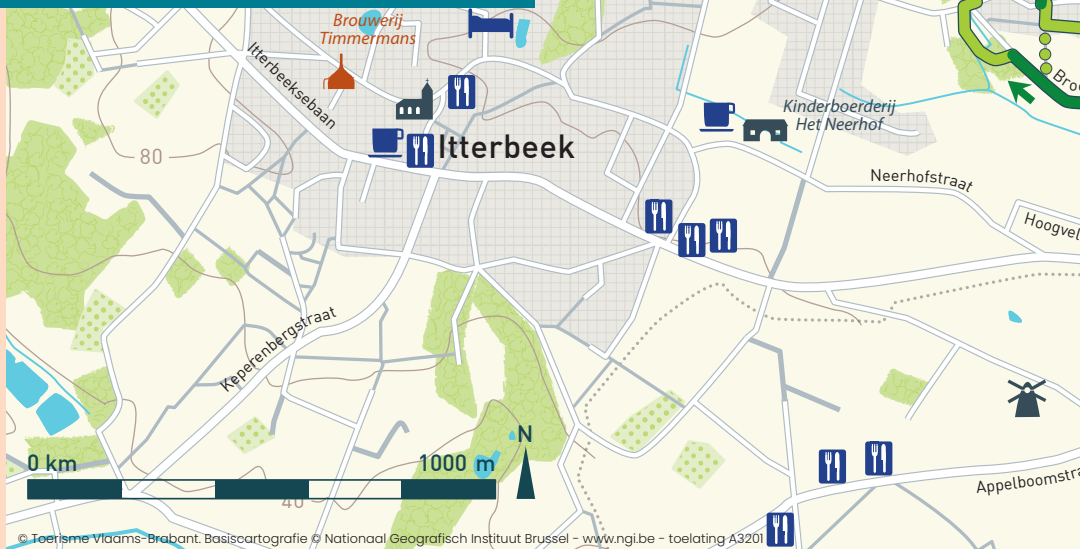 Brouwerij
Timmermans
Itterbeeksebaan
80
Itterbeek
Kinderboerderij
Het Neerhof
Neerhofstraat
Keperenbergstraat
0 km
1000 m
N
40
© Toerisme Vlaams-Brabant. Basiscartografie © Nationaal Geografisch Instituut Brussel - www.ngi.be - toelating A3201